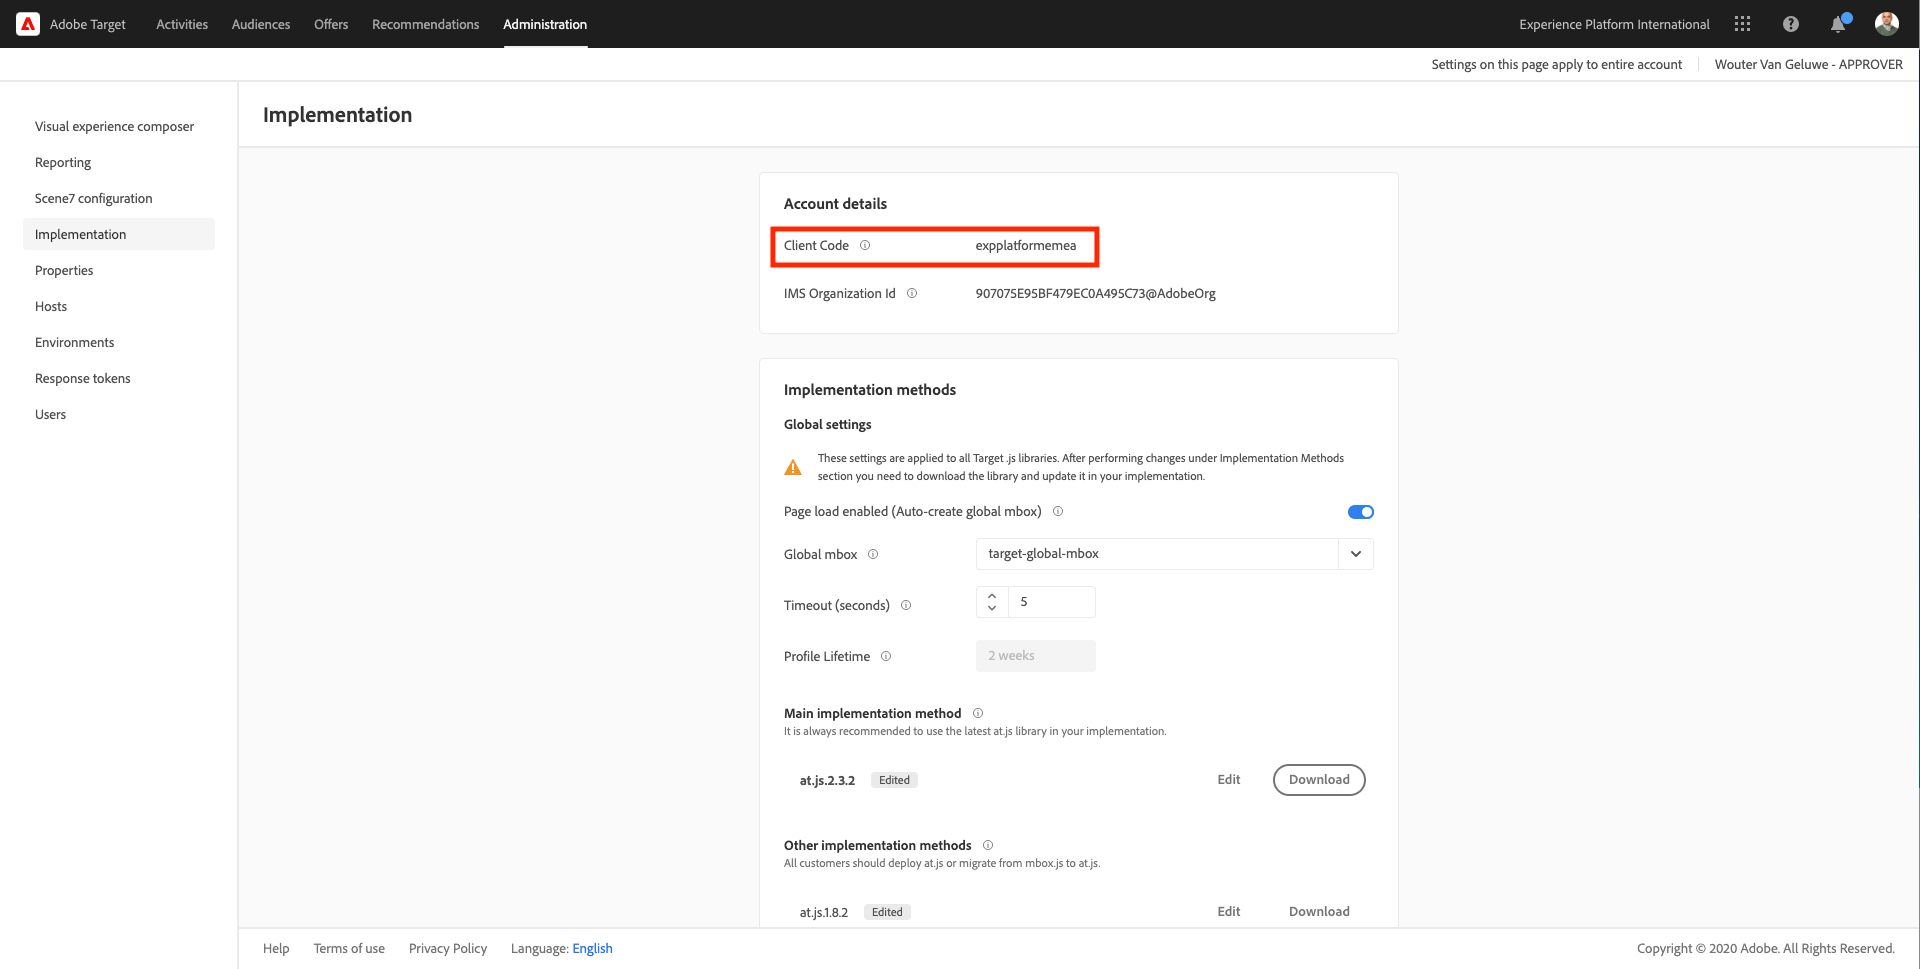 Adobe Target
Activities
Audiences
Offers
Recommendations
Administration
Experience Platform International
Settings on this page apply to entire account
Wouter Van Geluwe - APPROVER
Visual experience composer
Reporting
Scene7 configuration
Implementation
Properties
Hosts
Environments
Response tokens
Users
Implementation
Account details
Client Code
expplatformemea
IMS Organization Id
907075E95BF479EC0A495C73@AdobeOrg
Implementation methods
Global settings
These settings are applied to all Target .js libraries. After performing changes under Implementation Methods
section you need to download the library and update it in your implementation.
Page load enabled (Auto-create global mbox)
Global mbox
target-global-mbox
Timeout (seconds)
5
Profile Lifetime
2 weeks
Main implementation method
It is always recommended to use the latest at.js library in your implementation.
at.js.2.3.2
Edited
Edit
Download
Other implementation methods
All customers should deploy at.js or migrate from mbox.js to at.js.
at.js.1.8.2
Edited
Edit
Download
Help
Terms of use
Privacy Policy
Language: English
Copyright © 2020 Adobe. All Rights Reserved.